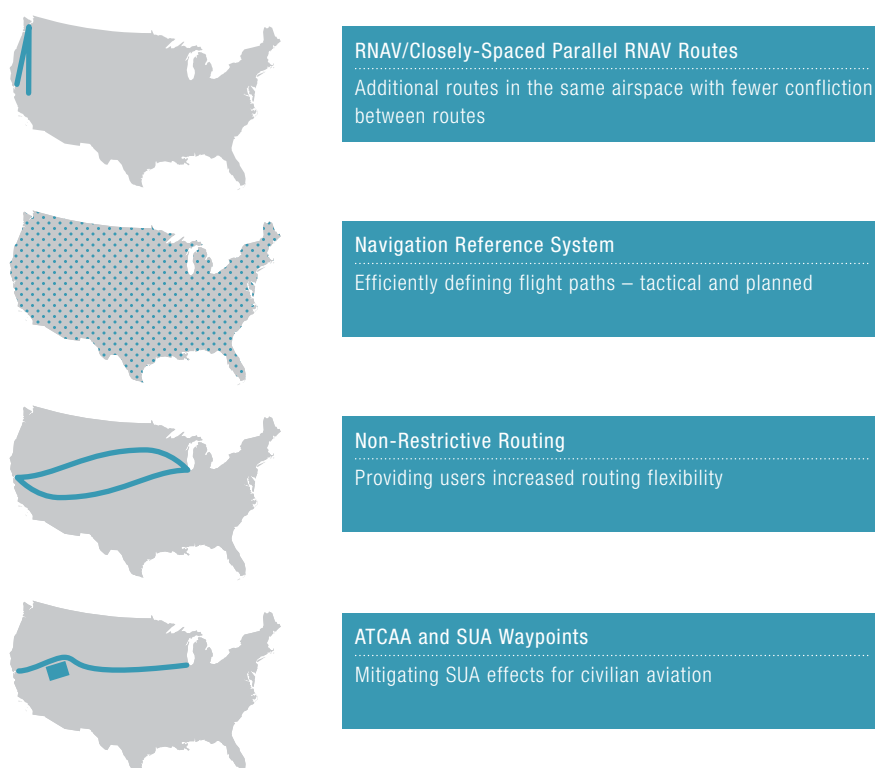 RNAV/Closely-Spaced Parallel RNAV Routes
Additional routes in the same airspace with fewer confliction
between routes
Navigation Reference System
Efficiently defining flight paths – tactical and planned
Non-Restrictive Routing
Providing users increased routing flexibility
ATCAA and SUA Waypoints
Mitigating SUA effects for civilian aviation